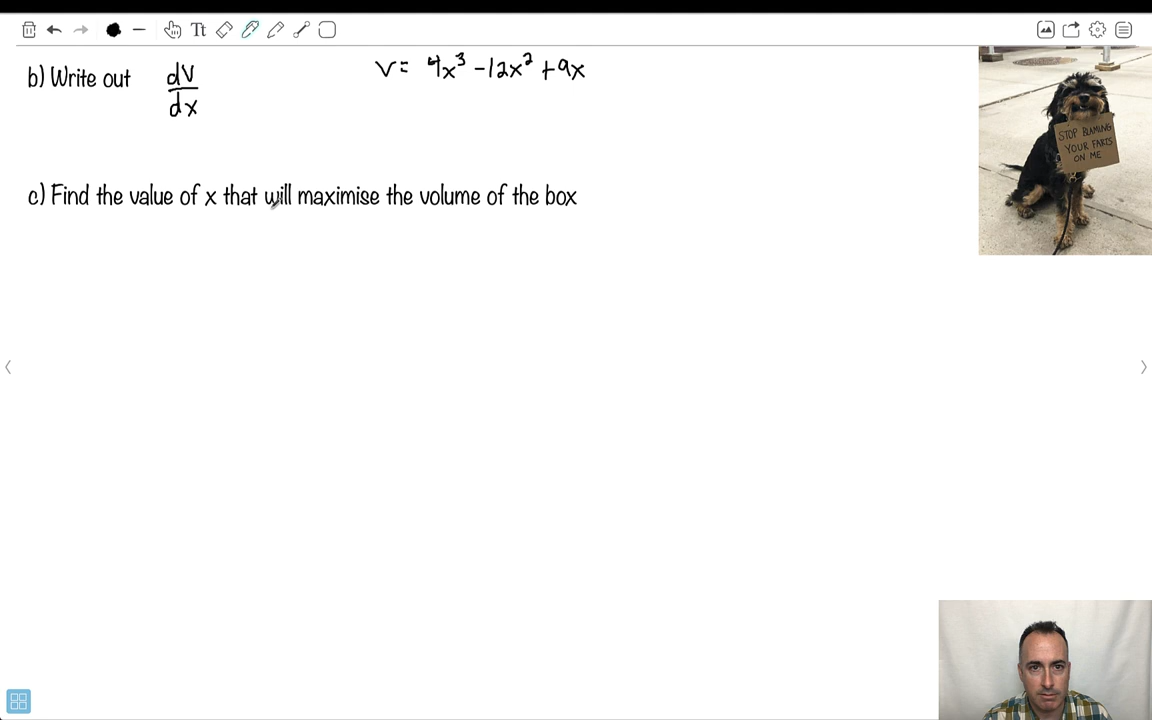 Tt
b) Write out dV/dx
V = 4x³ - 12x² + 9x
c) Find the value of x that will maximise the volume of the box
STOP BLAMING
YOUR FARTS
ON ME